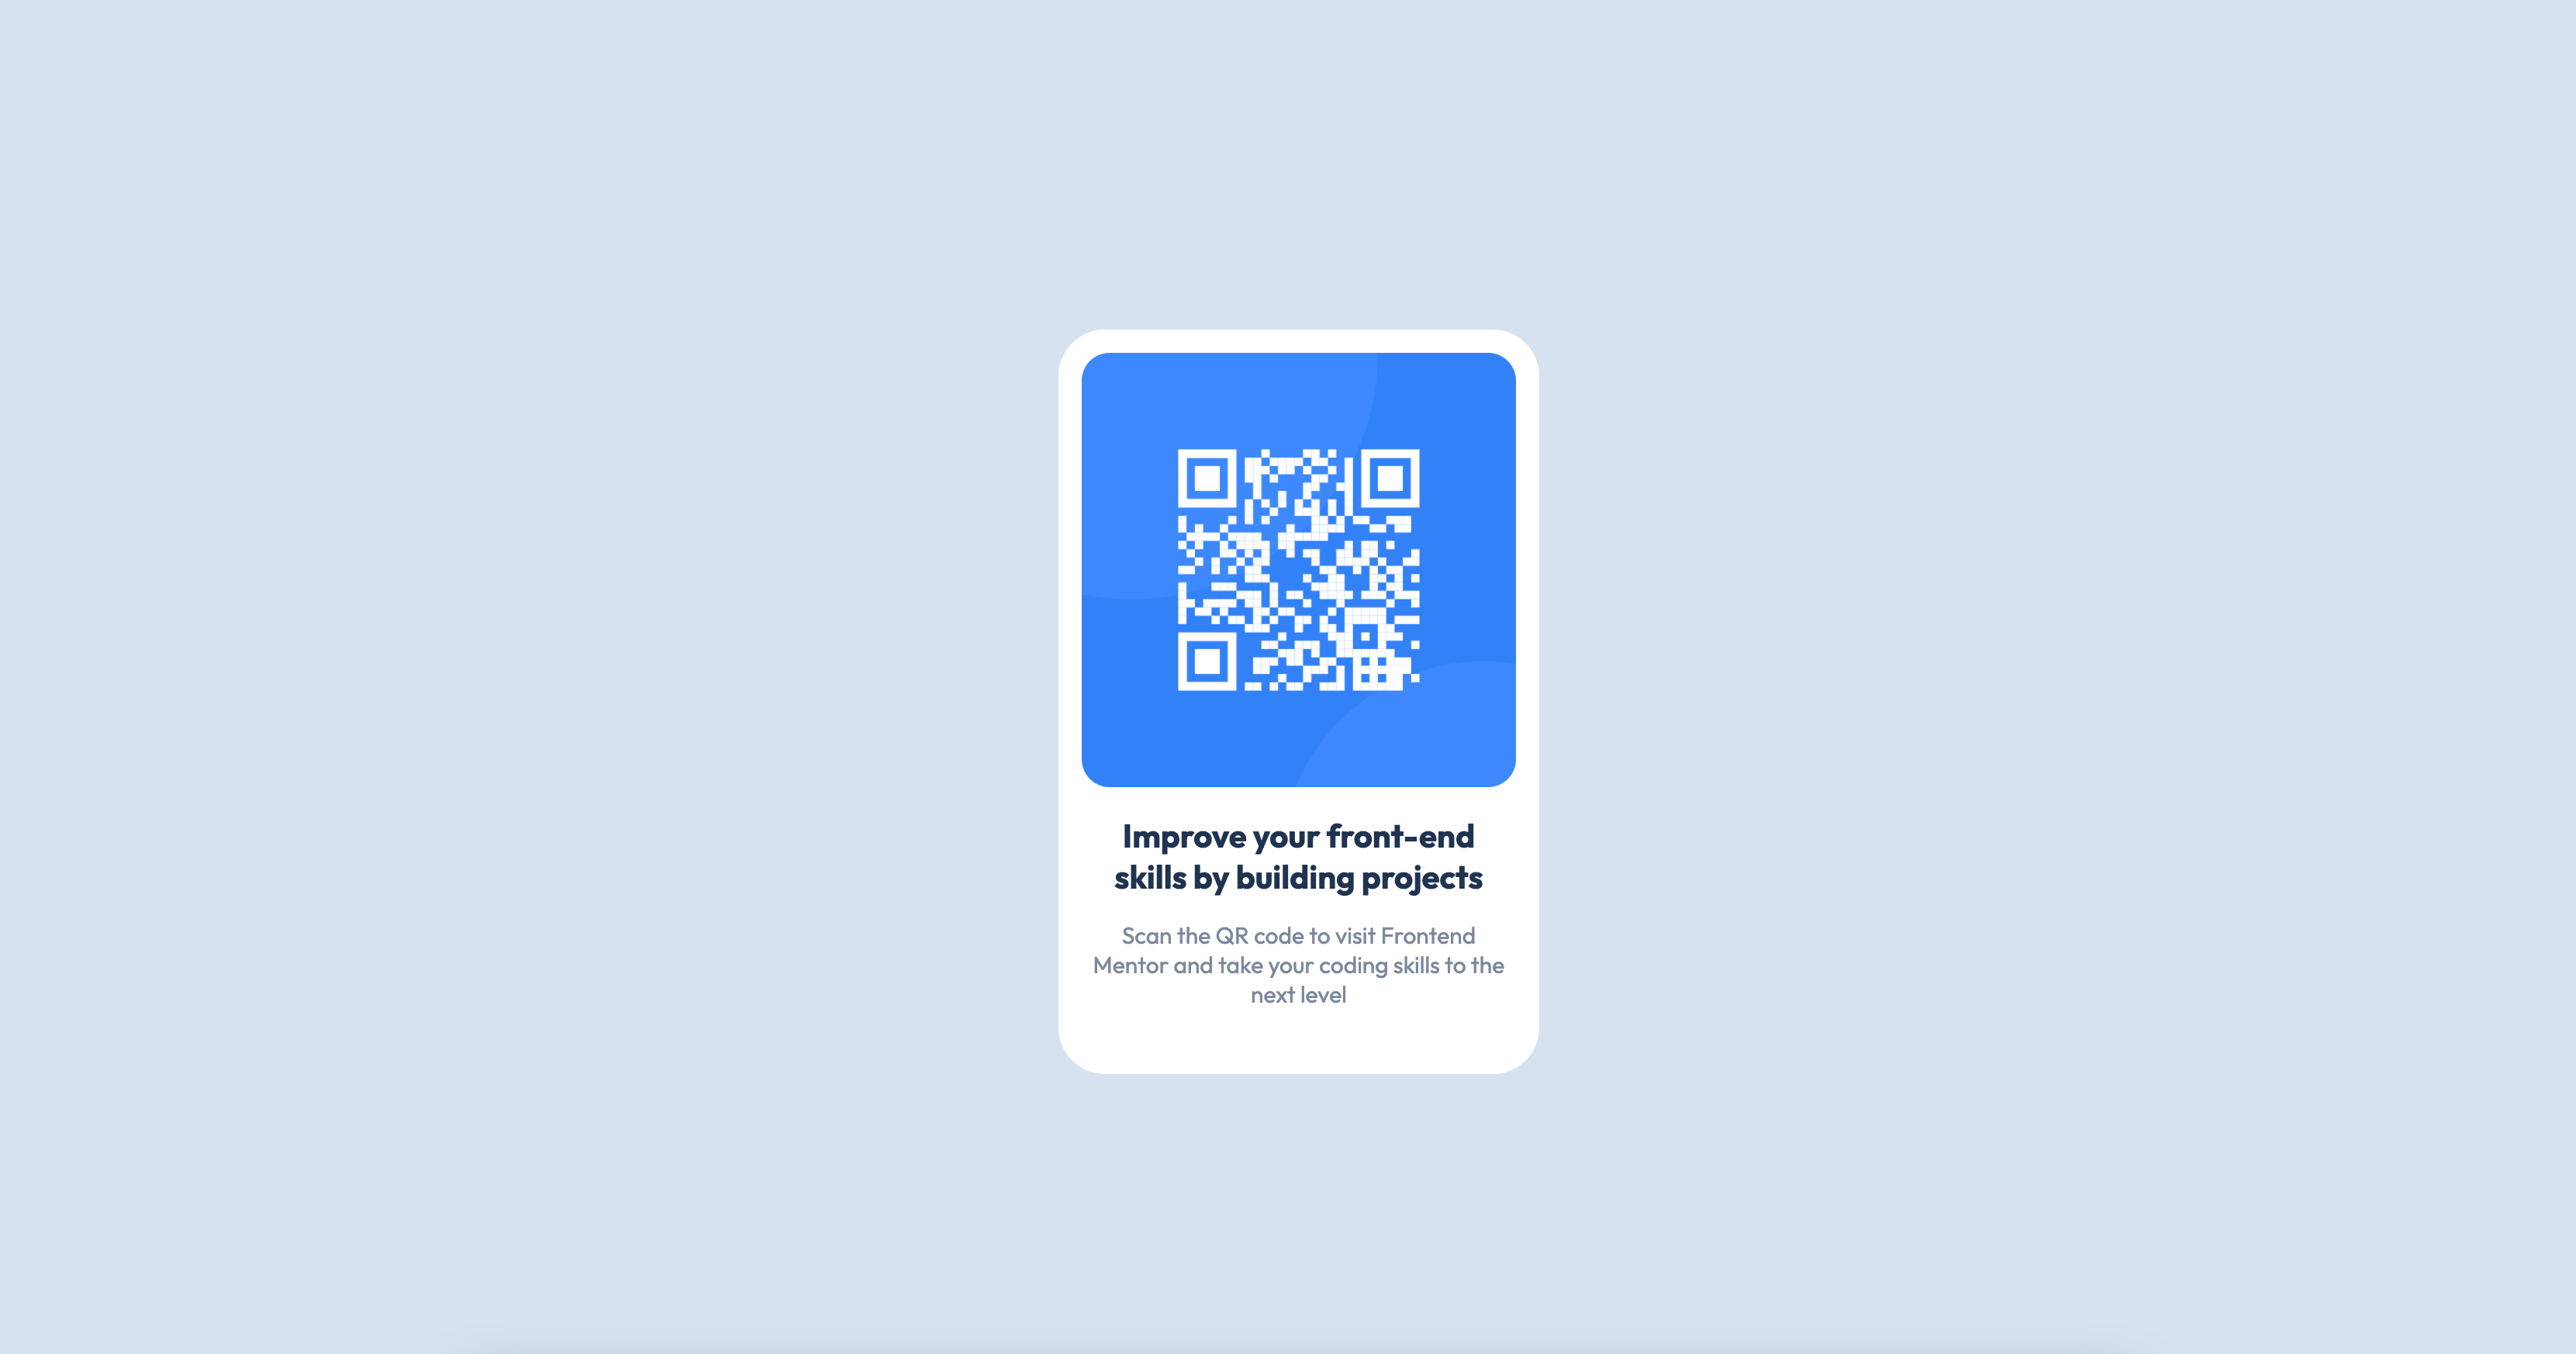 Improve your front-end
skills by building projects
Scan the QR code to visit Frontend
Mentor and take your coding skills to the
next level